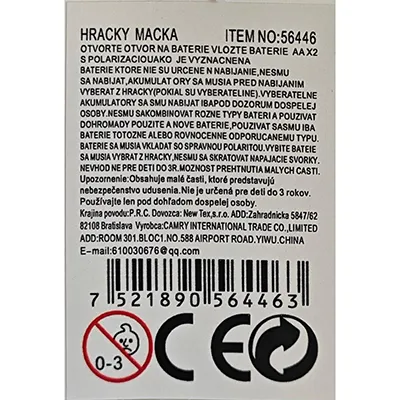 HRACKY MACKA ITEM NO:56446
OTVORTE OTVOR NA BATERIE VLOZTE BATERIE AA X2
S POLARIZACIOUAKO JE VYZNACENA
BATERIE KTORE NIE SU URCENE N NABIJANIE, NESMU
SA NABIJAT, AKUMULATORY SA MUSIA PRED NABIJANIM
VYBERAT Z HRACKY(POKIAL SU VYBERATELNE).VYBERATELNE
AKUMULATORY SA SMU NABIJAT IBAPOD DOZOROM DOSPELEJ
OSOBY. NESMU SAKOMBINOVAT ROZNE TYPY BATERI A POUZIVAT
DOHROMADY POUZITE A NOVE BATERIE, POUZIVAT SASMU IBA
BATERIE TOTOZNE ALEBO ROVNOCENNE ODPORUCANEMU TYPU.
BATERIE SA MUSIA VKLADAT SO SPRAVNOU POLARITOU. VYBITE BATEIE
SA MUSIA VYBRAT Z HRACKY, NESMU SA SKRATOVAT NAPAJACIE SVORKY.
NEVHODNE PRE DETI DO 3R. MOZNOST PREHTNUTIA MALYCH CASTI.
Upozornenie: Obsahuje malé časti, ktoré predstavujú
nebezpečenstvo udusenia. Nie je určená pre deti do 3 rokov.
Používajte len pod dohľadom dospelej osoby.
Krajina povodu:P.R.C. Dovozca: New Tex,s.r.o. ADD:Zahradnicka 5847/62
82108 Bratislava Vyrobca:CAMRY INTERNATIONAL TRADE CO.,LIMITED
ADD:ROOM 301.BLOC1.NO.588 AIRPORT ROAD.YIWU.CHINA
E-mail:610030676@qq.com
7 521890 564463
0-3
CE